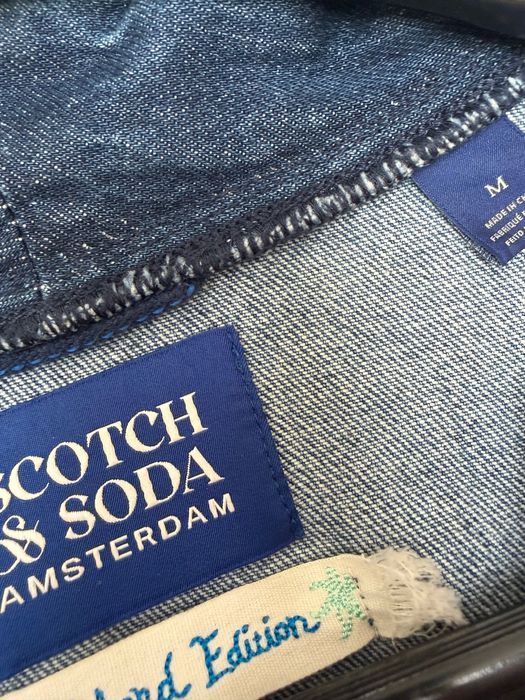 M
MADE IN
FABRIQUÉ
FEITO
SCOTCH
& SODA
AMSTERDAM
Edition